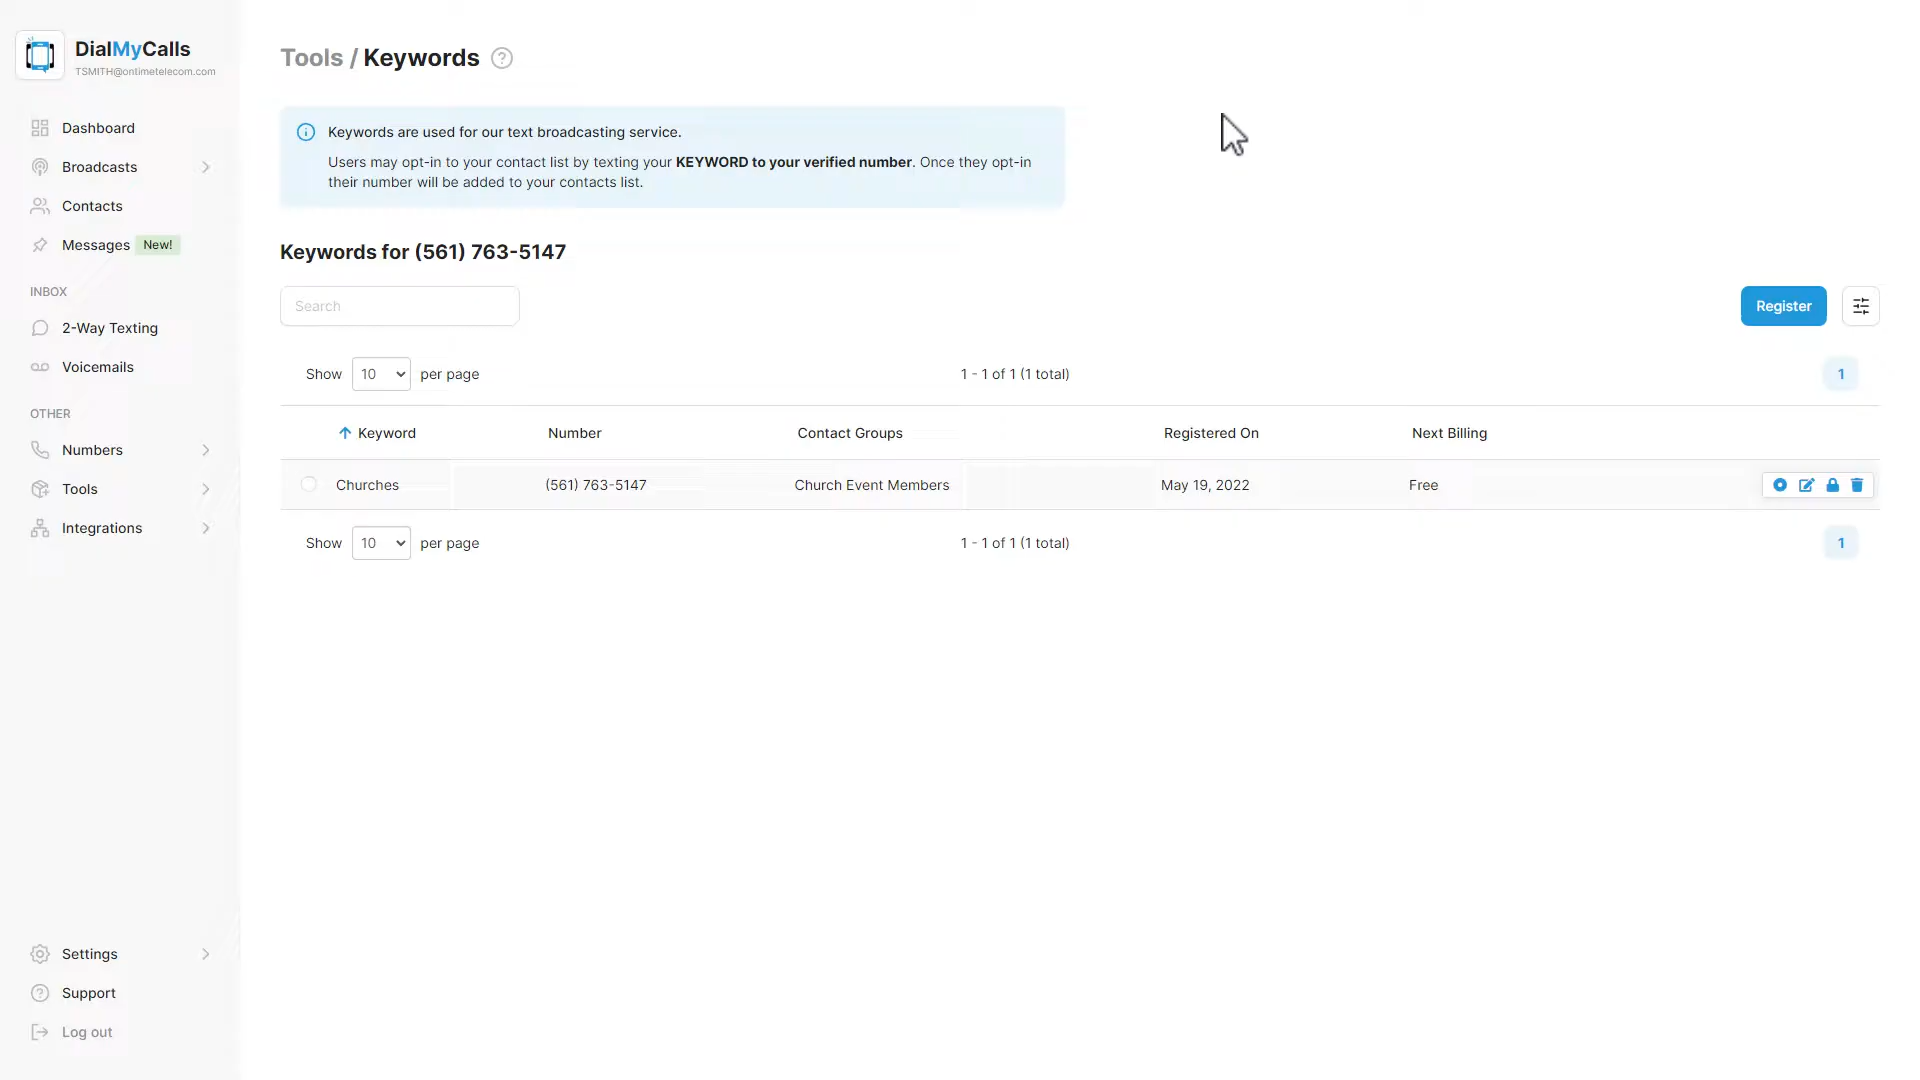 DialMyCalls
TSMITH@ontimetelecom.com
Dashboard
Broadcasts
Contacts
Messages New!
INBOX
2-Way Texting
Voicemails
OTHER
Numbers
Tools
Integrations
Settings
Support
Log out
Tools / Keywords
Keywords are used for our text broadcasting service.
Users may opt-in to your contact list by texting your KEYWORD to your verified number. Once they opt-in
their number will be added to your contacts list.
Keywords for (561) 763-5147
Search
Register
Show 10 per page 1 - 1 of 1 (1 total) 1
Keyword Number Contact Groups Registered On Next Billing
Churches (561) 763-5147 Church Event Members May 19, 2022 Free
Show 10 per page 1 - 1 of 1 (1 total) 1